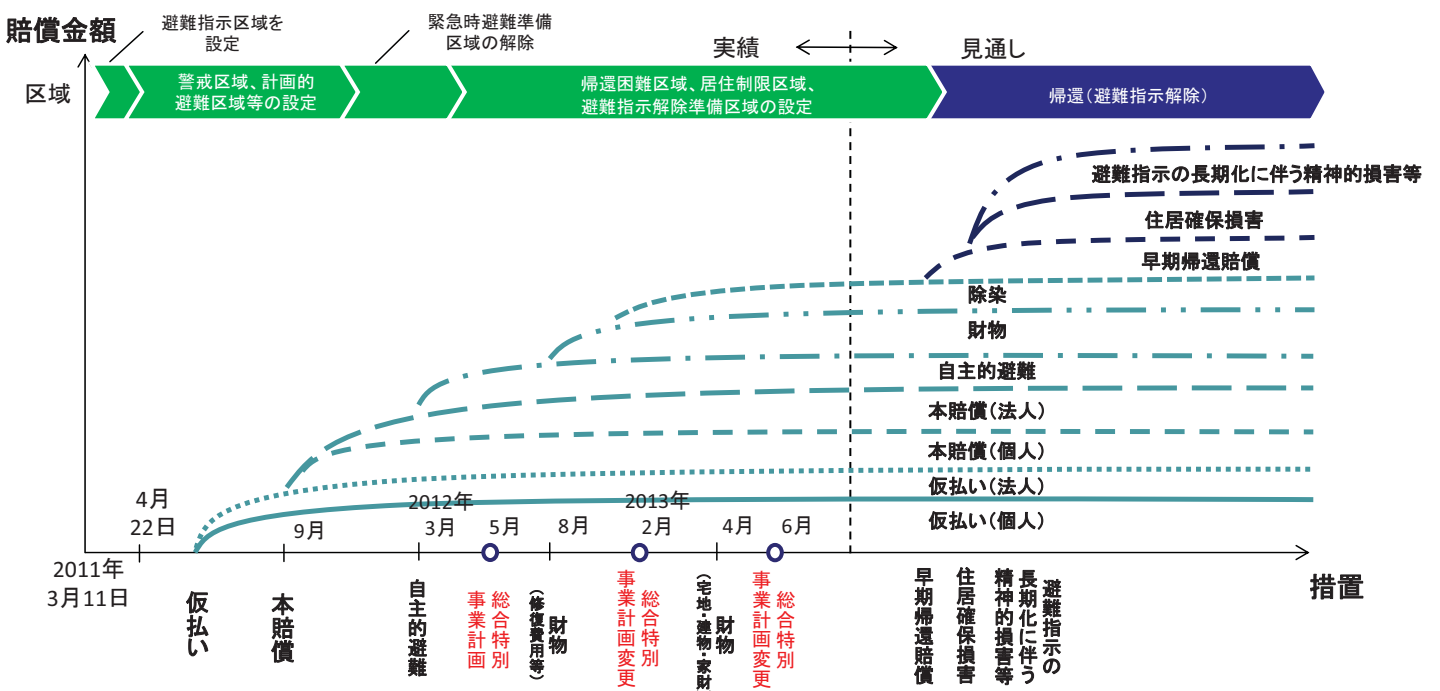 賠償金額
避難指示区域を
設定
緊急時避難準備
区域の解除
実績
見通し
区域
警戒区域、計画的
避難区域等の設定
帰還困難区域、居住制限区域、
避難指示解除準備区域の設定
帰還（避難指示解除）
避難指示の長期化に伴う精神的損害等
住居確保損害
早期帰還賠償
除染
財物
自主的避難
本賠償（法人）
本賠償（個人）
仮払い（法人）
仮払い（個人）
4月
22日
9月
2012年
3月
5月
8月
2013年
2月
4月
6月
2011年
3月11日
措置
仮払い
本賠償
自主的避難
総合特別
事業計画
財物
（修復費用等）
総合特別
事業計画変更
財物
（宅地・建物・家財
総合特別
事業計画変更
早期帰還賠償
住居確保損害
避難指示の
長期化に伴う
精神的損害等